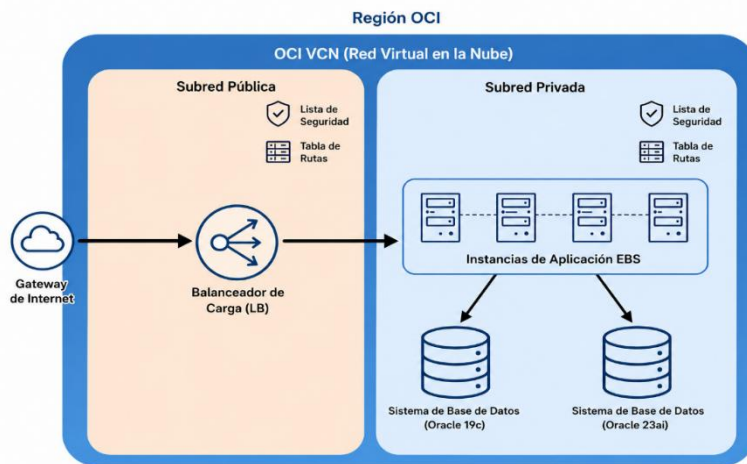 Región OCI
OCI VCN (Red Virtual en la Nube)
Subred Pública
Lista de
Seguridad
Tabla de
Rutas
Subred Privada
Lista de
Seguridad
Tabla de
Rutas
Gateway
de Internet
Balanceador de
Carga (LB)
Instancias de Aplicación EBS
Sistema de Base de Datos
(Oracle 19c)
Sistema de Base de Datos
(Oracle 23ai)